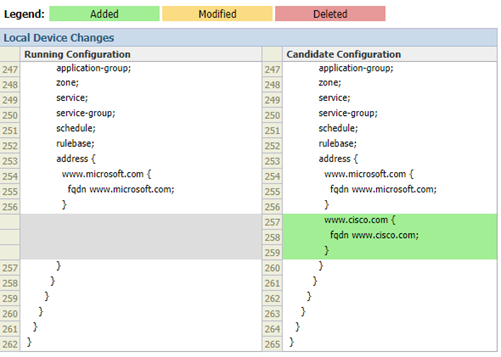 Legend: Added Modified Deleted
Local Device Changes
Running Configuration
247 application-group;
248 zone;
249 service;
250 service-group;
251 schedule;
252 rulebase;
253 address {
254 www.microsoft.com {
255 fqdn www.microsoft.com;
256 }
257 }
258 }
259 }
260 }
261 }
262 }
Candidate Configuration
247 application-group;
248 zone;
249 service;
250 service-group;
251 schedule;
252 rulebase;
253 address {
254 www.microsoft.com {
255 fqdn www.microsoft.com;
256 }
257 www.cisco.com {
258 fqdn www.cisco.com;
259 }
260 }
261 }
262 }
263 }
264 }
265 }